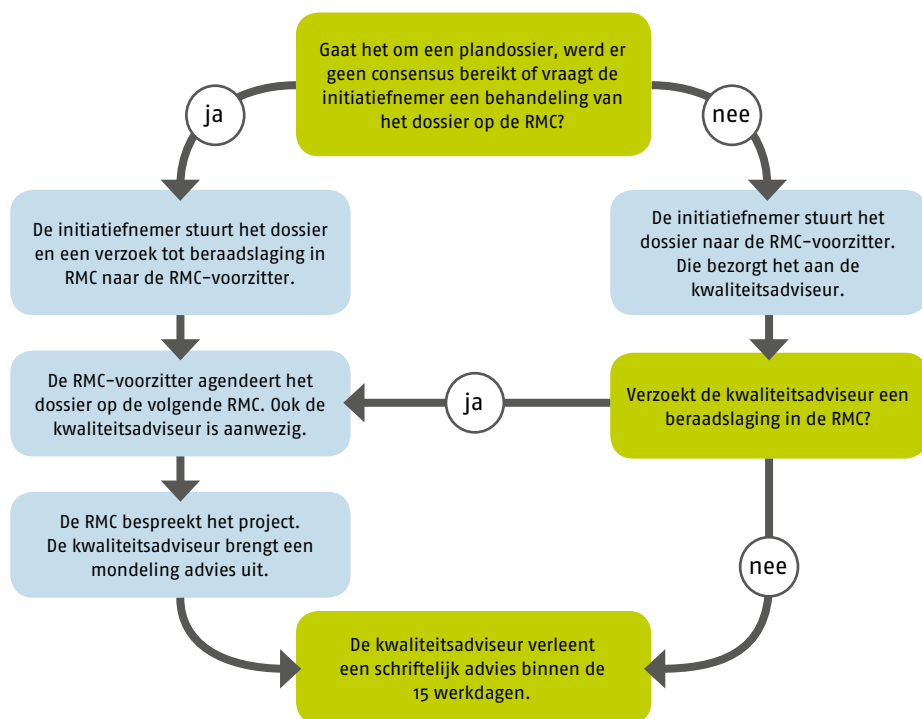 Gaat het om een plandossier, werd er
geen consensus bereikt of vraagt de
initiatiefnemer een behandeling van
het dossier op de RMC?
ja
nee
De initiatiefnemer stuurt het dossier
en een verzoek tot beraadslaging in
RMC naar de RMC-voorzitter.
De initiatiefnemer stuurt het
dossier naar de RMC-voorzitter.
Die bezorgt het aan de
kwaliteitsadviseur.
De RMC-voorzitter agendeert het
dossier op de volgende RMC. Ook de
kwaliteitsadviseur is aanwezig.
ja
Verzoekt de kwaliteitsadviseur een
beraadslaging in de RMC?
De RMC bespreekt het project.
De kwaliteitsadviseur brengt een
mondeling advies uit.
nee
De kwaliteitsadviseur verleent
een schriftelijk advies binnen de
15 werkdagen.